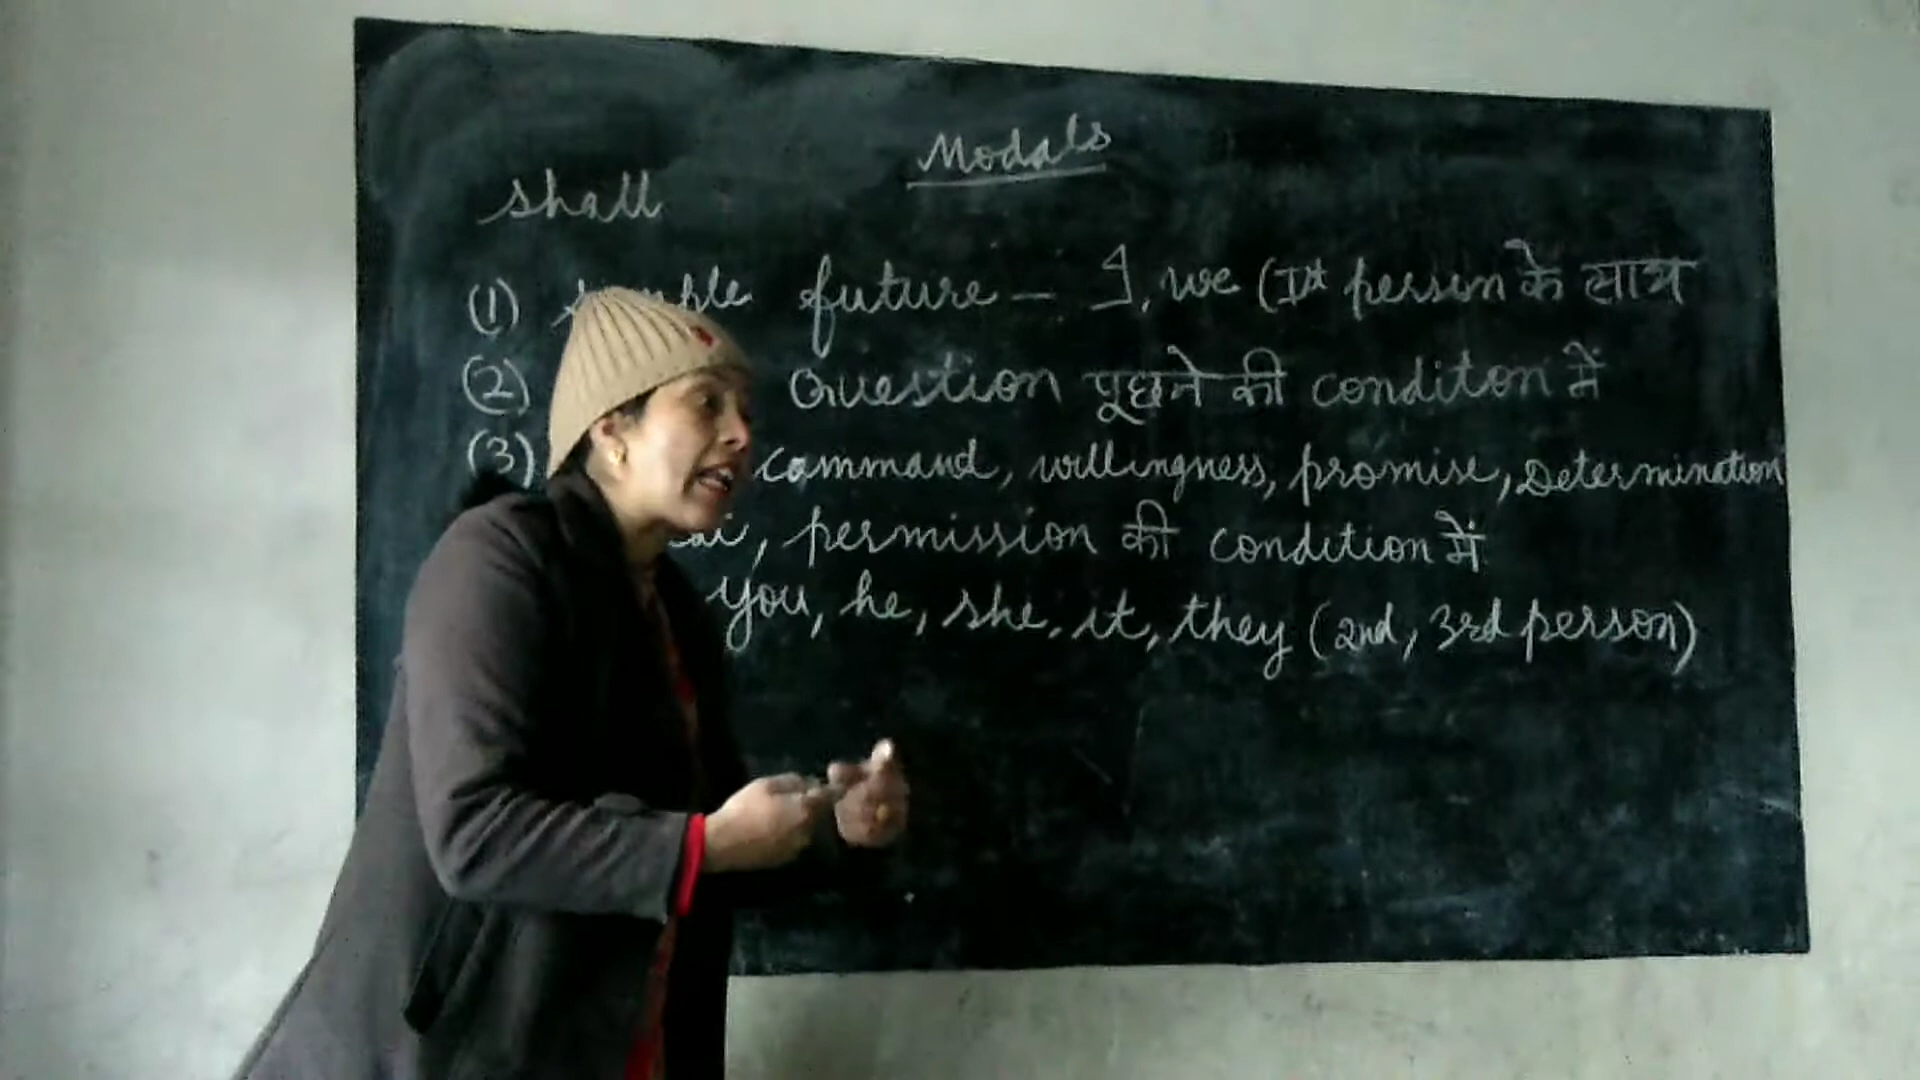 Modals
shall
(1) simple future - I, we (Ist person के साथ
(2) Question पूछने की conditon में
(3) command, willingness, promise, Determination
permission की condition में
You, he, she, it, they (2nd, 3rd person)